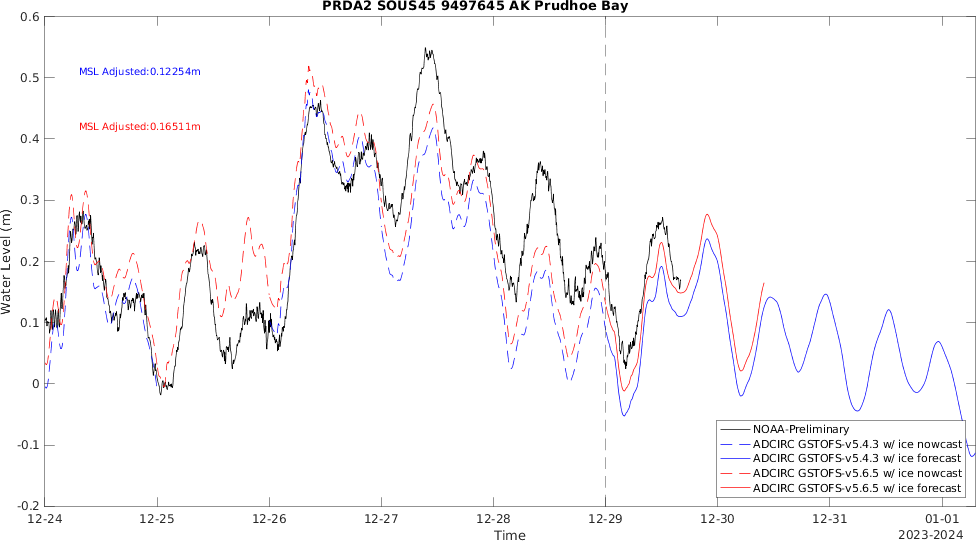 PRDA2 SOUS45 9497645 AK Prudhoe Bay
0.6
0.5
0.4
0.3
0.2
0.1
0
-0.1
-0.2
Water Level (m)
MSL Adjusted:0.12254m
MSL Adjusted:0.16511m
NOAA-Preliminary
ADCIRC GSTOFS-v5.4.3 w/ ice nowcast
ADCIRC GSTOFS-v5.4.3 w/ ice forecast
ADCIRC GSTOFS-v5.6.5 w/ ice nowcast
ADCIRC GSTOFS-v5.6.5 w/ ice forecast
12-24 12-25 12-26 12-27 12-28 12-29 12-30 12-31 01-01
Time
2023-2024